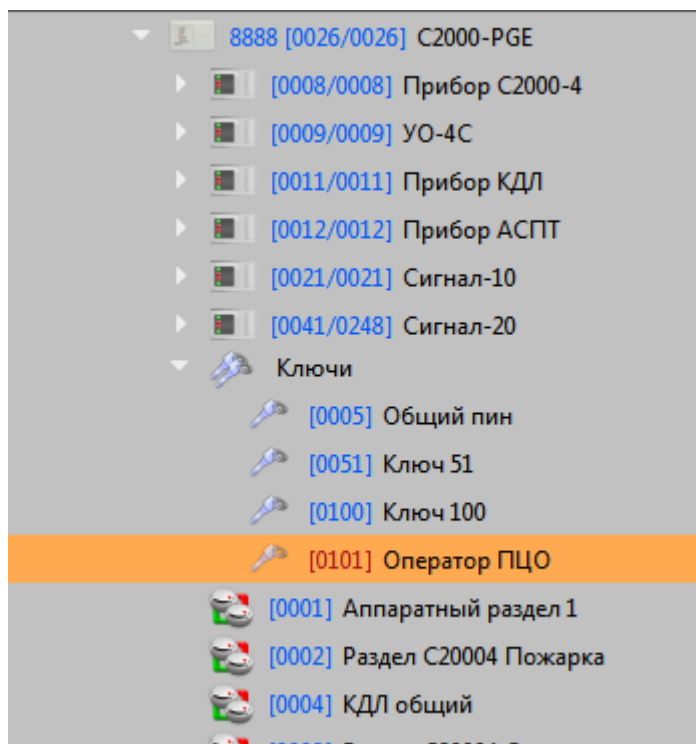 8888 [0026/0026] С2000-PGE
[0008/0008] Прибор С2000-4
[0009/0009] УО-4С
[0011/0011] Прибор КДЛ
[0012/0012] Прибор АСПТ
[0021/0021] Сигнал-10
[0041/0248] Сигнал-20
Ключи
[0005] Общий пин
[0051] Ключ 51
[0100] Ключ 100
[0101] Оператор ПЦО
[0001] Аппаратный раздел 1
[0002] Раздел С20004 Пожарка
[0004] КДЛ общий